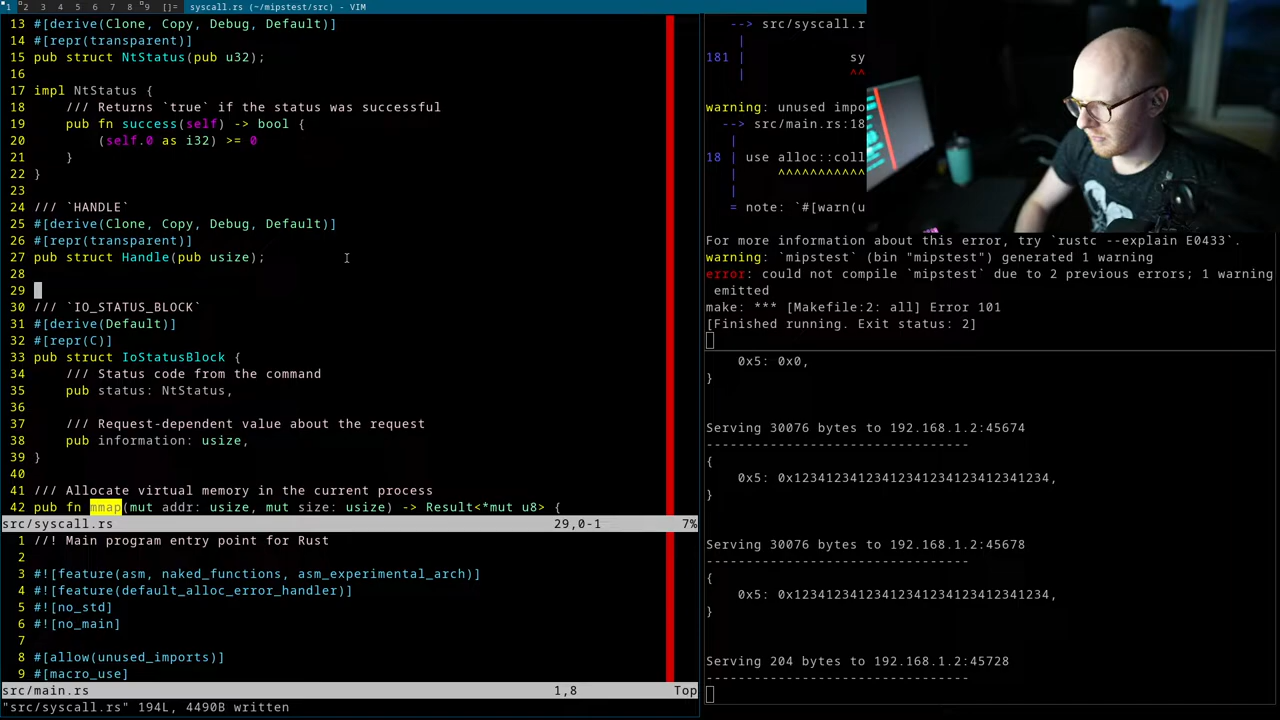 1 2 3 4 5 6 7 8 9 []= syscall.rs (~/mipstest/src) - VIM
13 #[derive(Clone, Copy, Debug, Default)]
14 #[repr(transparent)]
15 pub struct NtStatus(pub u32);
16
17 impl NtStatus {
18     /// Returns `true` if the status was successful
19     pub fn success(self) -> bool {
20         (self.0 as i32) >= 0
21     }
22 }
23
24 /// `HANDLE`
25 #[derive(Clone, Copy, Debug, Default)]
26 #[repr(transparent)]
27 pub struct Handle(pub usize);
28
29
30 /// `IO_STATUS_BLOCK`
31 #[derive(Default)]
32 #[repr(C)]
33 pub struct IoStatusBlock {
34     /// Status code from the command
35     pub status: NtStatus,
36
37     /// Request-dependent value about the request
38     pub information: usize,
39 }
40
41 /// Allocate virtual memory in the current process
42 pub fn mmap(mut addr: usize, mut size: usize) -> Result<*mut u8> {
src/syscall.rs 29,0-1 7%
1 //! Main program entry point for Rust
2
3 #![feature(asm, naked_functions, asm_experimental_arch)]
4 #![feature(default_alloc_error_handler)]
5 #![no_std]
6 #![no_main]
7
8 #[allow(unused_imports)]
9 #[macro_use]
src/main.rs 1,8 Top
"src/syscall.rs" 194L, 4490B written
--> src/syscall.r
|
181 | sy
| ^^
warning: unused impo
--> src/main.rs:18
|
18 | use alloc::coll
| ^^^^^^^^^^^
|
= note: `#[warn(u
For more information about this error, try `rustc --explain E0433`.
warning: `mipstest` (bin "mipstest") generated 1 warning
error: could not compile `mipstest` due to 2 previous errors; 1 warning
emitted
make: *** [Makefile:2: all] Error 101
[Finished running. Exit status: 2]
0x5: 0x0,
}
Serving 30076 bytes to 192.168.1.2:45674
---------------------------------
{
0x5: 0x12341234123412341234123412341234,
}
Serving 30076 bytes to 192.168.1.2:45678
---------------------------------
{
0x5: 0x12341234123412341234123412341234,
}
Serving 204 bytes to 192.168.1.2:45728
---------------------------------